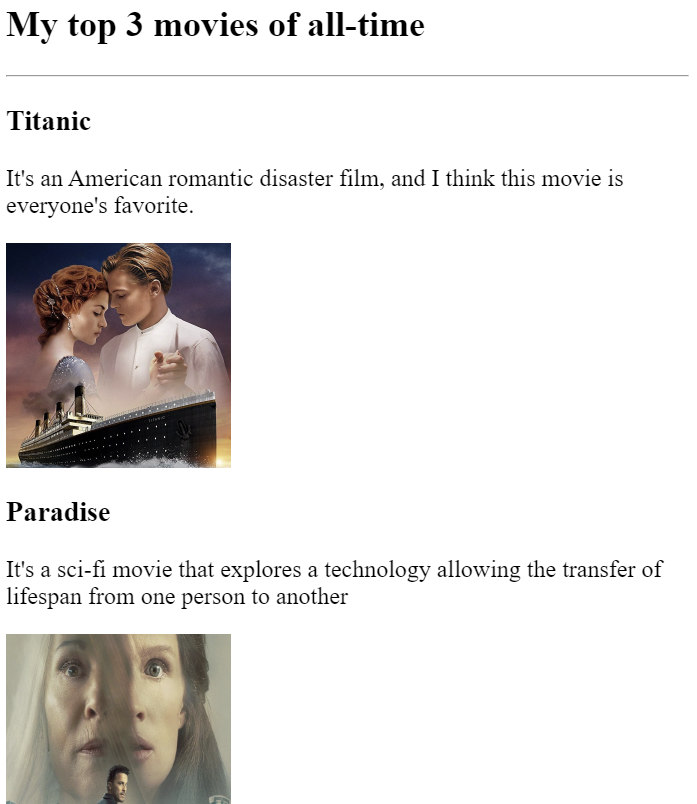 My top 3 movies of all-time
Titanic
It's an American romantic disaster film, and I think this movie is
everyone's favorite.
Paradise
It's a sci-fi movie that explores a technology allowing the transfer of
lifespan from one person to another